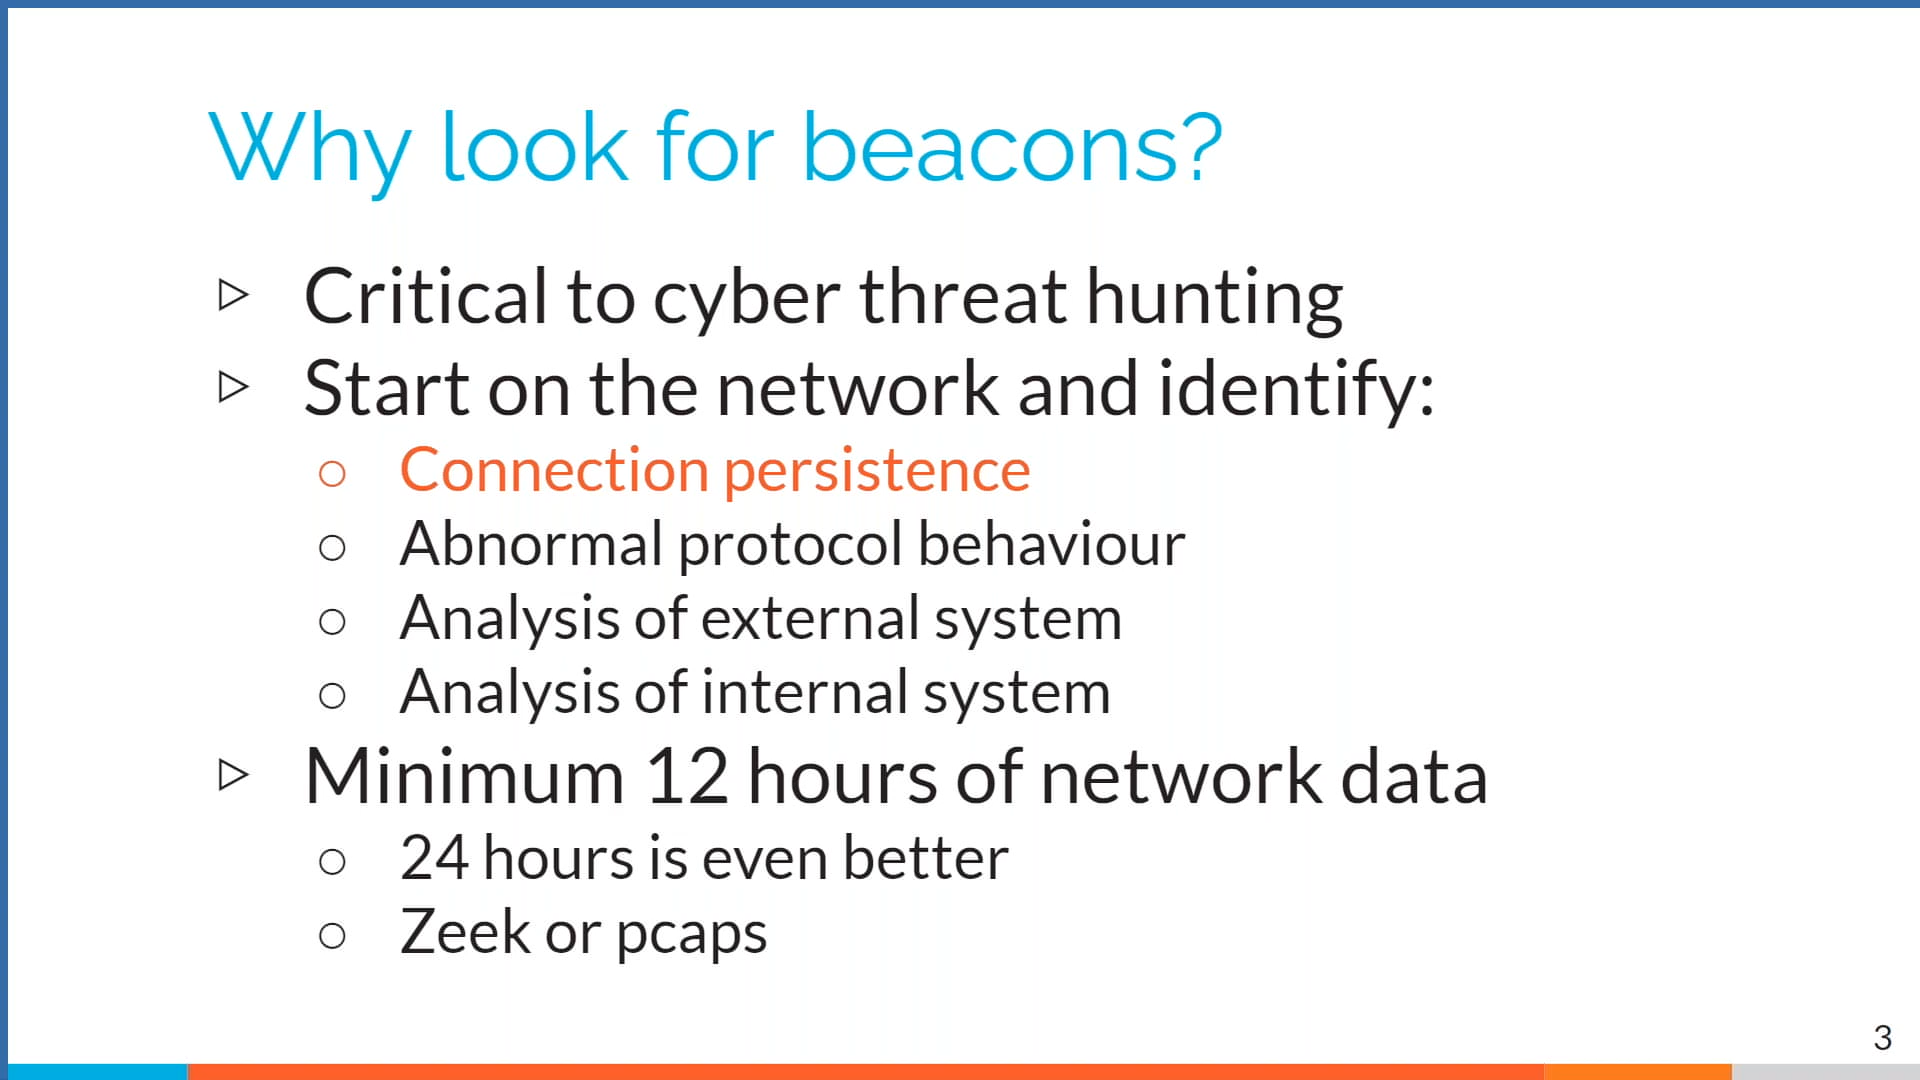 Why look for beacons?
▷ Critical to cyber threat hunting
▷ Start on the network and identify:
○ Connection persistence
○ Abnormal protocol behaviour
○ Analysis of external system
○ Analysis of internal system
▷ Minimum 12 hours of network data
○ 24 hours is even better
○ Zeek or pcaps
3